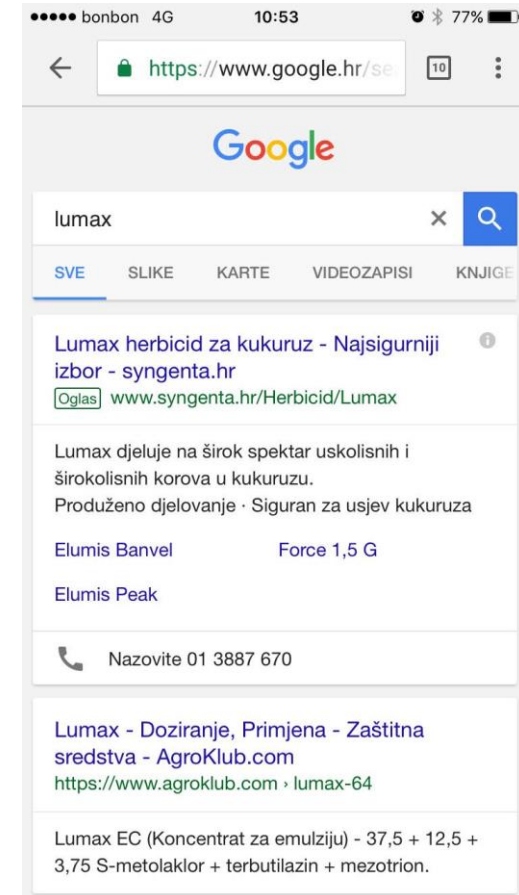 bonbon 4G 10:53 77%
https://www.google.hr/se
10
Google
lumax
SVE SLIKE KARTE VIDEOZAPISI KNJIGE
Lumax herbicid za kukuruz - Najsigurniji
izbor - syngenta.hr
Oglas www.syngenta.hr/Herbicid/Lumax
Lumax djeluje na širok spektar uskolisnih i
širokolisnih korova u kukuruzu.
Produženo djelovanje · Siguran za usjev kukuruza
Elumis Banvel Force 1,5 G
Elumis Peak
Nazovite 01 3887 670
Lumax - Doziranje, Primjena - Zaštitna
sredstva - AgroKlub.com
https://www.agroklub.com › lumax-64
Lumax EC (Koncentrat za emulziju) - 37,5 + 12,5 +
3,75 S-metolaklor + terbutilazin + mezotrion.